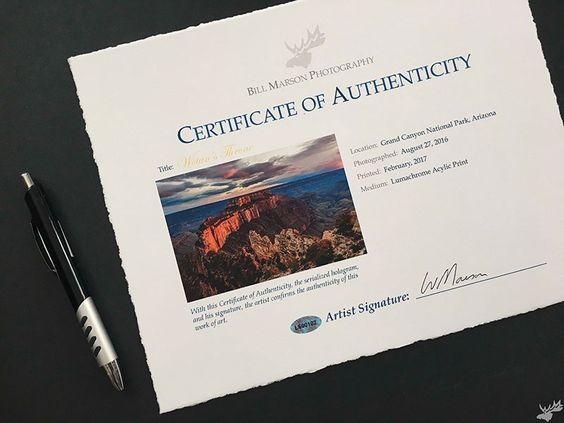 BILL MARSON PHOTOGRAPHY
CERTIFICATE OF AUTHENTICITY
Title: Wotan's Throne
Location: Grand Canyon National Park, Arizona
Photographed: August 27, 2016
Printed: February, 2017
Medium: Lumachrome Acylic Print
With this Certificate of Authenticity, the serialized hologram,
and his signature, the artist confirms the authenticity of this
work of art.
LE00102
Artist Signature: W Marson